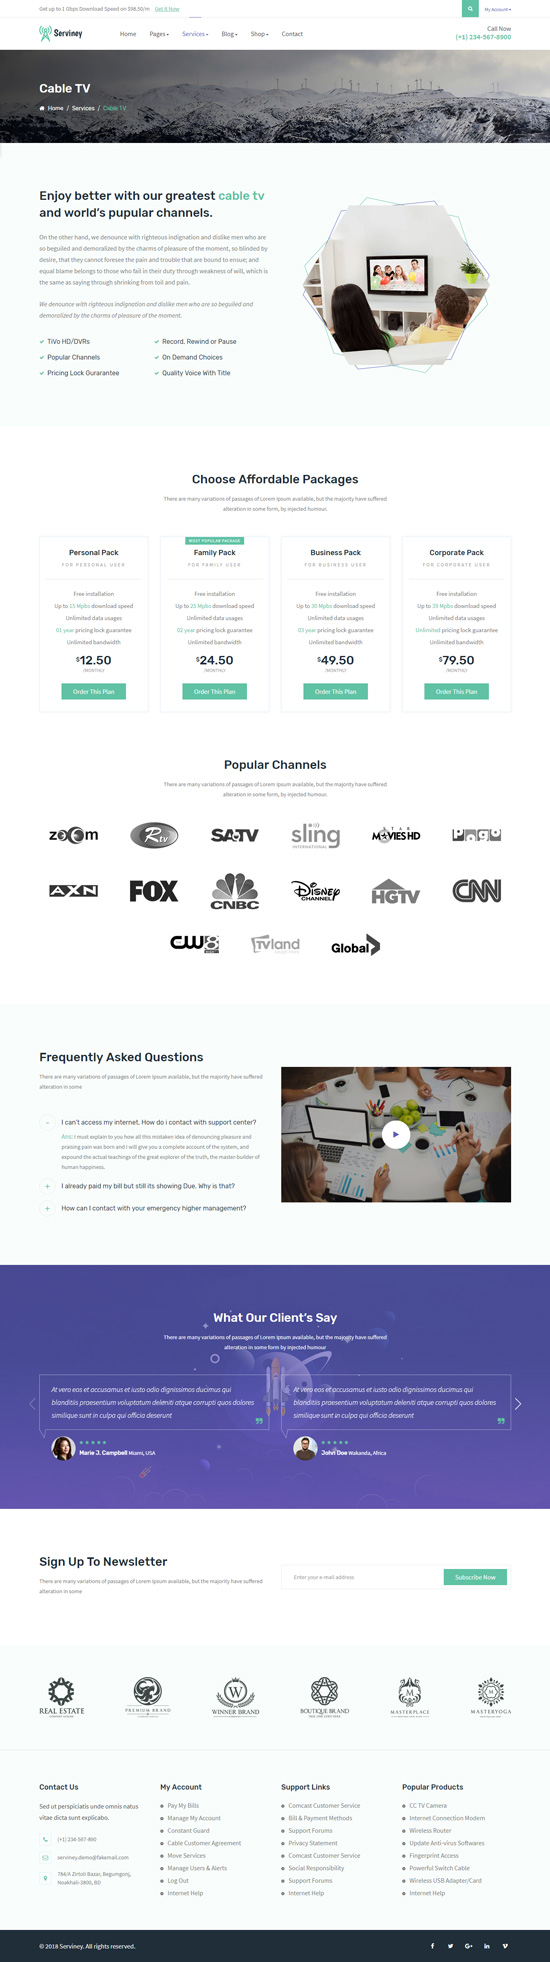 Get up to 1 Gbps Download Speed on $98.50/m Get It Now
My Account
Serviney
Home Pages Services Blog Shop Contact
Call Now
(+1) 234-567-8900
Cable TV
Home / Services / Cable TV
Enjoy better with our greatest cable tv
and world's pupular channels.
On the other hand, we denounce with righteous indignation and dislike men who are
so beguiled and demoralized by the charms of pleasure of the moment, so blinded by
desire, that they cannot foresee the pain and trouble that are bound to ensue; and
equal blame belongs to those who fail in their duty through weakness of will, which is
the same as saying through shrinking from toil and pain.
We denounce with righteous indignation and dislike men who are so beguiled and
demoralized by the charms of pleasure of the moment.
TiVo HD/DVRs
Record. Rewind or Pause
Popular Channels
On Demand Choices
Pricing Lock Gurarantee
Quality Voice With Title
Choose Affordable Packages
There are many variations of passages of Lorem Ipsum available, but the majority have suffered
alteration in some form, by injected humour.
MOST POPULAR PACKAGE
Personal Pack
FOR PERSONAL USER
Free installation
Up to 15 Mpbs download speed
Unlimited data usages
01 year pricing lock guarantee
Unlimited bandwidth
$12.50
/MONTHLY
Order This Plan
Family Pack
FOR FAMILY USER
Free installation
Up to 25 Mpbs download speed
Unlimited data usages
02 year pricing lock guarantee
Unlimited bandwidth
$24.50
/MONTHLY
Order This Plan
Business Pack
FOR BUSINESS USER
Free installation
Up to 30 Mpbs download speed
Unlimited data usages
03 year pricing lock guarantee
Unlimited bandwidth
$49.50
/MONTHLY
Order This Plan
Corporate Pack
FOR CORPORATE USER
Free installation
Up to 39 Mpbs download speed
Unlimited data usages
Unlimited pricing lock guarantee
Unlimited bandwidth
$79.50
/MONTHLY
Order This Plan
Popular Channels
There are many variations of passages of Lorem Ipsum available, but the majority have suffered
alteration in some form, by injected humour.
zoom
Rtv
SATV
sling
INTERNATIONAL
STAR
MOVIES HD
Pogo
AXN
FOX
CNBC
Disney
CHANNEL
HGTV
CNN
CW8
TV land
Global
Frequently Asked Questions
There are many variations of passages of Lorem Ipsum available, but the majority have suffered
alteration in some
- I can't access my internet. How do i contact with support center?
Ans: I must explain to you how all this mistaken idea of denouncing pleasure and
praising pain was born and I will give you a complete account of the system, and
expound the actual teachings of the great explorer of the truth, the master-builder of
human happiness.
+ I already paid my bill but still its showing Due. Why is that?
+ How can I contact with your emergency higher management?
What Our Client's Say
There are many variations of passages of Lorem Ipsum available, but the majority have suffered
alteration in some form by injected humour
At vero eos et accusamus et iusto odio dignissimos ducimus qui
blanditiis praesentium voluptatum deleniti atque corrupti quos dolores
similique sunt in culpa qui officia deserunt
Marie J. Campbell Miami, USA
At vero eos et accusamus et iusto odio dignissimos ducimus qui
blanditiis praesentium voluptatum deleniti atque corrupti quos dolores
similique sunt in culpa qui officia deserunt
John Doe Wakanda, Africa
Sign Up To Newsletter
There are many variations of passages of Lorem Ipsum available, but the majority have suffered
alteration in some
Enter your e-mail address
Subscribe Now
REAL ESTATE
PREMIUM BRAND
W
WINNER BRAND
BOUTIQUE BRAND
M
MASTERPLACE
M
MASTERYOGA
Contact Us
Sed ut perspiciatis unde omnis natus
vitae dicta sunt explicabo.
(+1) 234-567-890
serviney.demo@fakemail.com
784/A Zirtoli Bazar, Begumgonj,
Noakhali-3800, BD
My Account
Pay My Bills
Manage My Account
Constant Guard
Cable Customer Agreement
Move Services
Manage Users & Alerts
Log Out
Internet Help
Support Links
Comcast Customer Service
Bill & Payment Methods
Support Forums
Privacy Statement
Comcast Customer Service
Social Responsibility
Support Forums
Internet Help
Popular Products
CC TV Camera
Internet Connection Modem
Wireless Router
Update Anti-virus Softwares
Fingerprint Access
Powerful Switch Cable
Wireless USB Adapter/Card
Internet Help
© 2018 Serviney. All rights reserved.